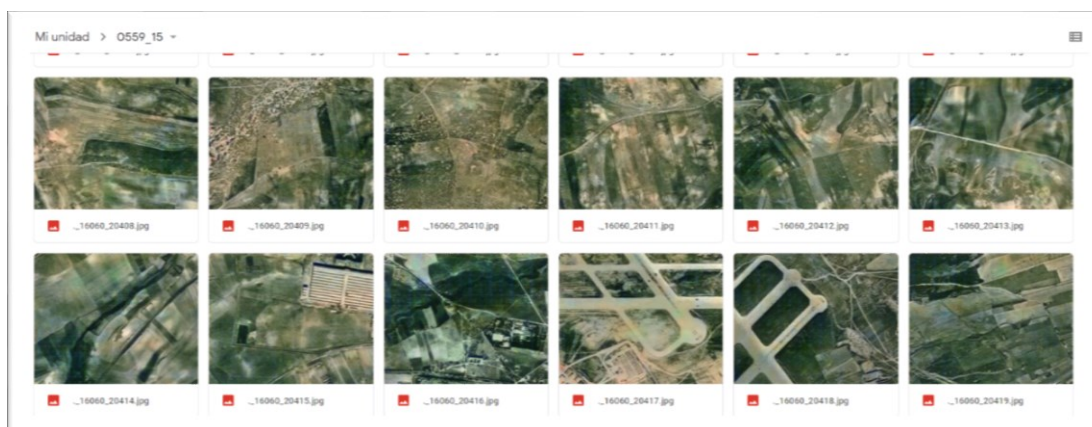 Mi unidad > 0559_15
._16060_20408.jpg
._16060_20409.jpg
._16060_20410.jpg
._16060_20411.jpg
._16060_20412.jpg
._16060_20413.jpg
._16060_20414.jpg
._16060_20415.jpg
._16060_20416.jpg
._16060_20417.jpg
._16060_20418.jpg
._16060_20419.jpg